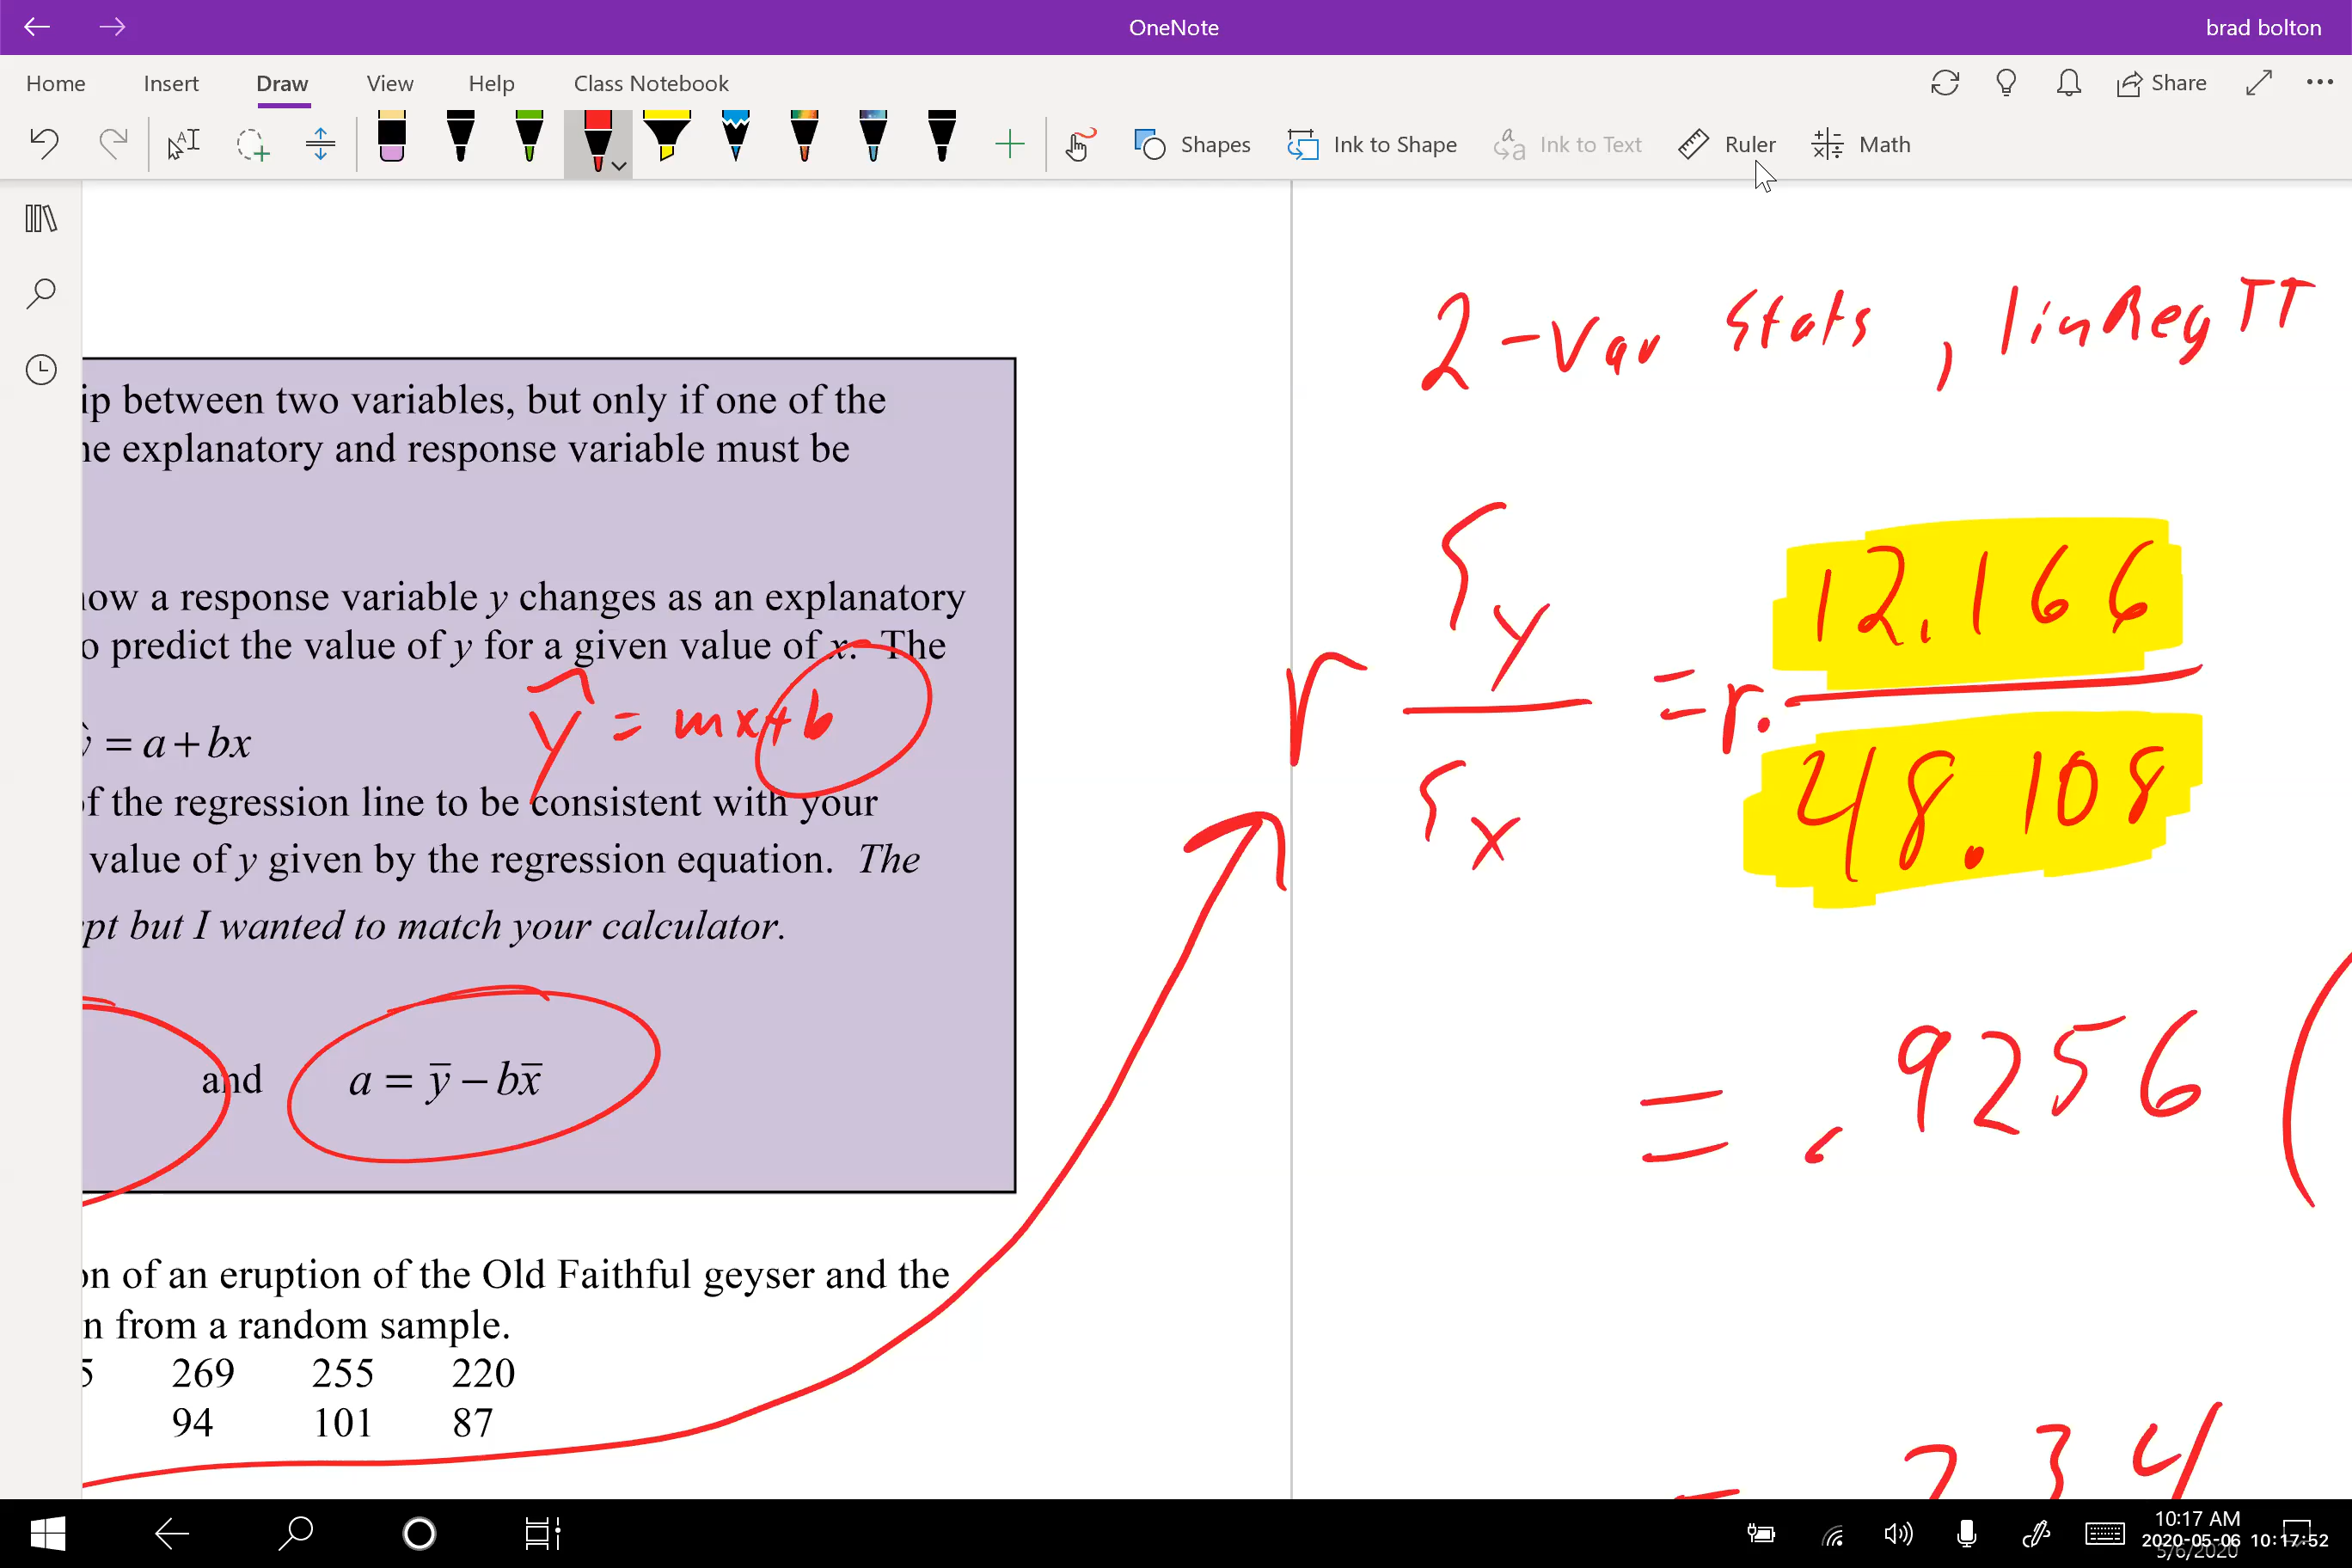 OneNote
brad bolton
Home Insert Draw View Help Class Notebook Share
Shapes Ink to Shape Ink to Text Ruler Math
2-Var Stats, linReg TT
ip between two variables, but only if one of the
ne explanatory and response variable must be
now a response variable y changes as an explanatory
o predict the value of y for a given value of x. The
ŷ = mx+b
ŷ = a + bx
of the regression line to be consistent with your
value of y given by the regression equation. The
pt but I wanted to match your calculator.
and a = y̅ − bx̅
r Sy/Sx = r. 12.166/48.108
= .9256 (
on of an eruption of the Old Faithful geyser and the
n from a random sample.
5 269 255 220
94 101 87
= .234
10:17 AM
2020-05-06 10:17:52
5/6/2020